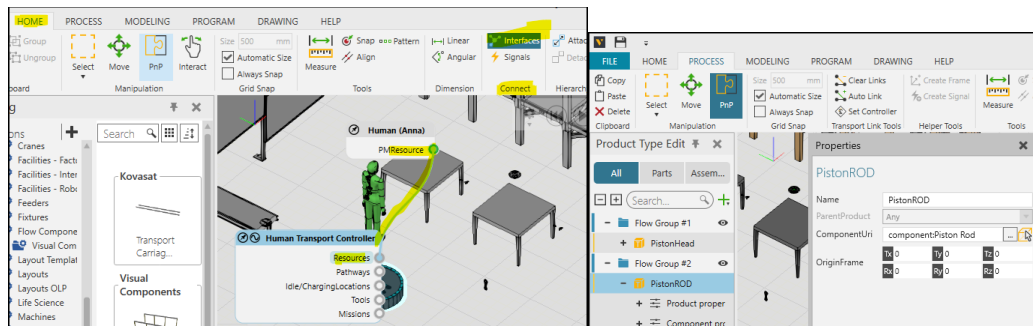 HOME PROCESS MODELING PROGRAM DRAWING HELP
Group
Ungroup
Select
Move
PnP
Interact
Size 500 mm
Automatic Size
Always Snap
Measure
Snap Pattern
Align
Linear
Angular
Interfaces
Signals
Attac
Detac
board
Manipulation
Grid Snap
Tools
Dimension
Connect
Hierarch
g
ons
Search
Cranes
Facilities - Facto
Facilities - Inter
Facilities - Robo
Feeders
Fixtures
Flow Compone
Visual Com
Layout Templat
Layouts
Layouts OLP
Life Science
Machines
Kovasat
Transport
Carriag...
Visual
Components
Human (Anna)
PMResource
Human Transport Controller
Resources
Pathways
Idle/ChargingLocations
Tools
Missions
FILE HOME PROCESS MODELING PROGRAM DRAWING HELP
Copy
Paste
Delete
Clipboard
Select
Move
PnP
Manipulation
Size 500 mm
Automatic Size
Always Snap
Grid Snap
Clear Links
Auto Link
Set Controller
Transport Link Tools
Create Frame
Create Signal
Helper Tools
Measure
Tools
Product Type Edit
All
Parts
Assem...
(Search...
Flow Group #1
PistonHead
Flow Group #2
PistonROD
Product proper
Component pro
Properties
PistonROD
Name PistonROD
ParentProduct Any
ComponentUri component:Piston Rod ...
OriginFrame
Tx 0 Ty 0 Tz 0
Rx 0 Ry 0 Rz 0